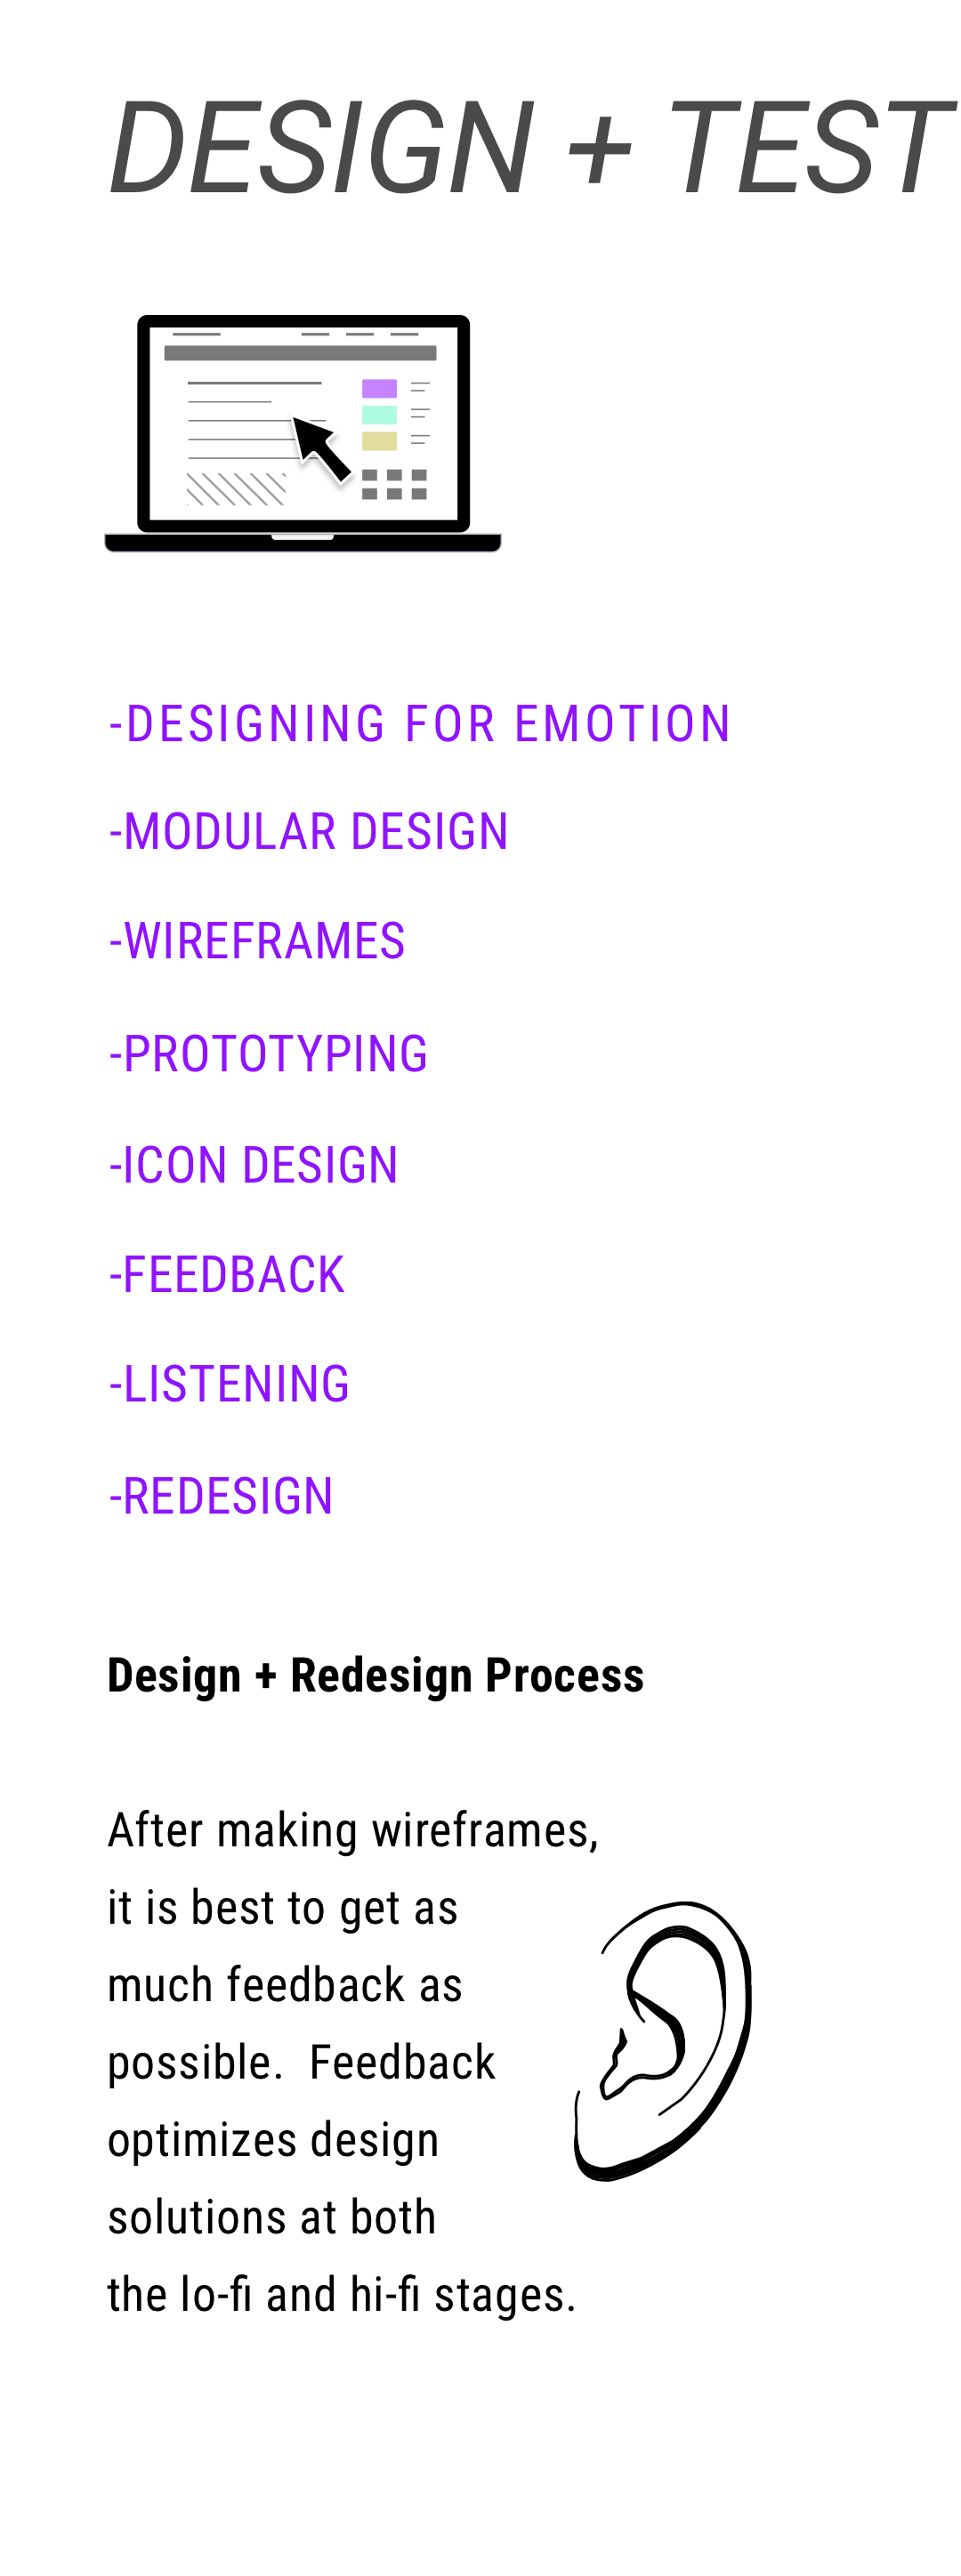 DESIGN + TEST
-DESIGNING FOR EMOTION
-MODULAR DESIGN
-WIREFRAMES
-PROTOTYPING
-ICON DESIGN
-FEEDBACK
-LISTENING
-REDESIGN
Design + Redesign Process
After making wireframes,
it is best to get as
much feedback as
possible.  Feedback
optimizes design
solutions at both
the lo-fi and hi-fi stages.